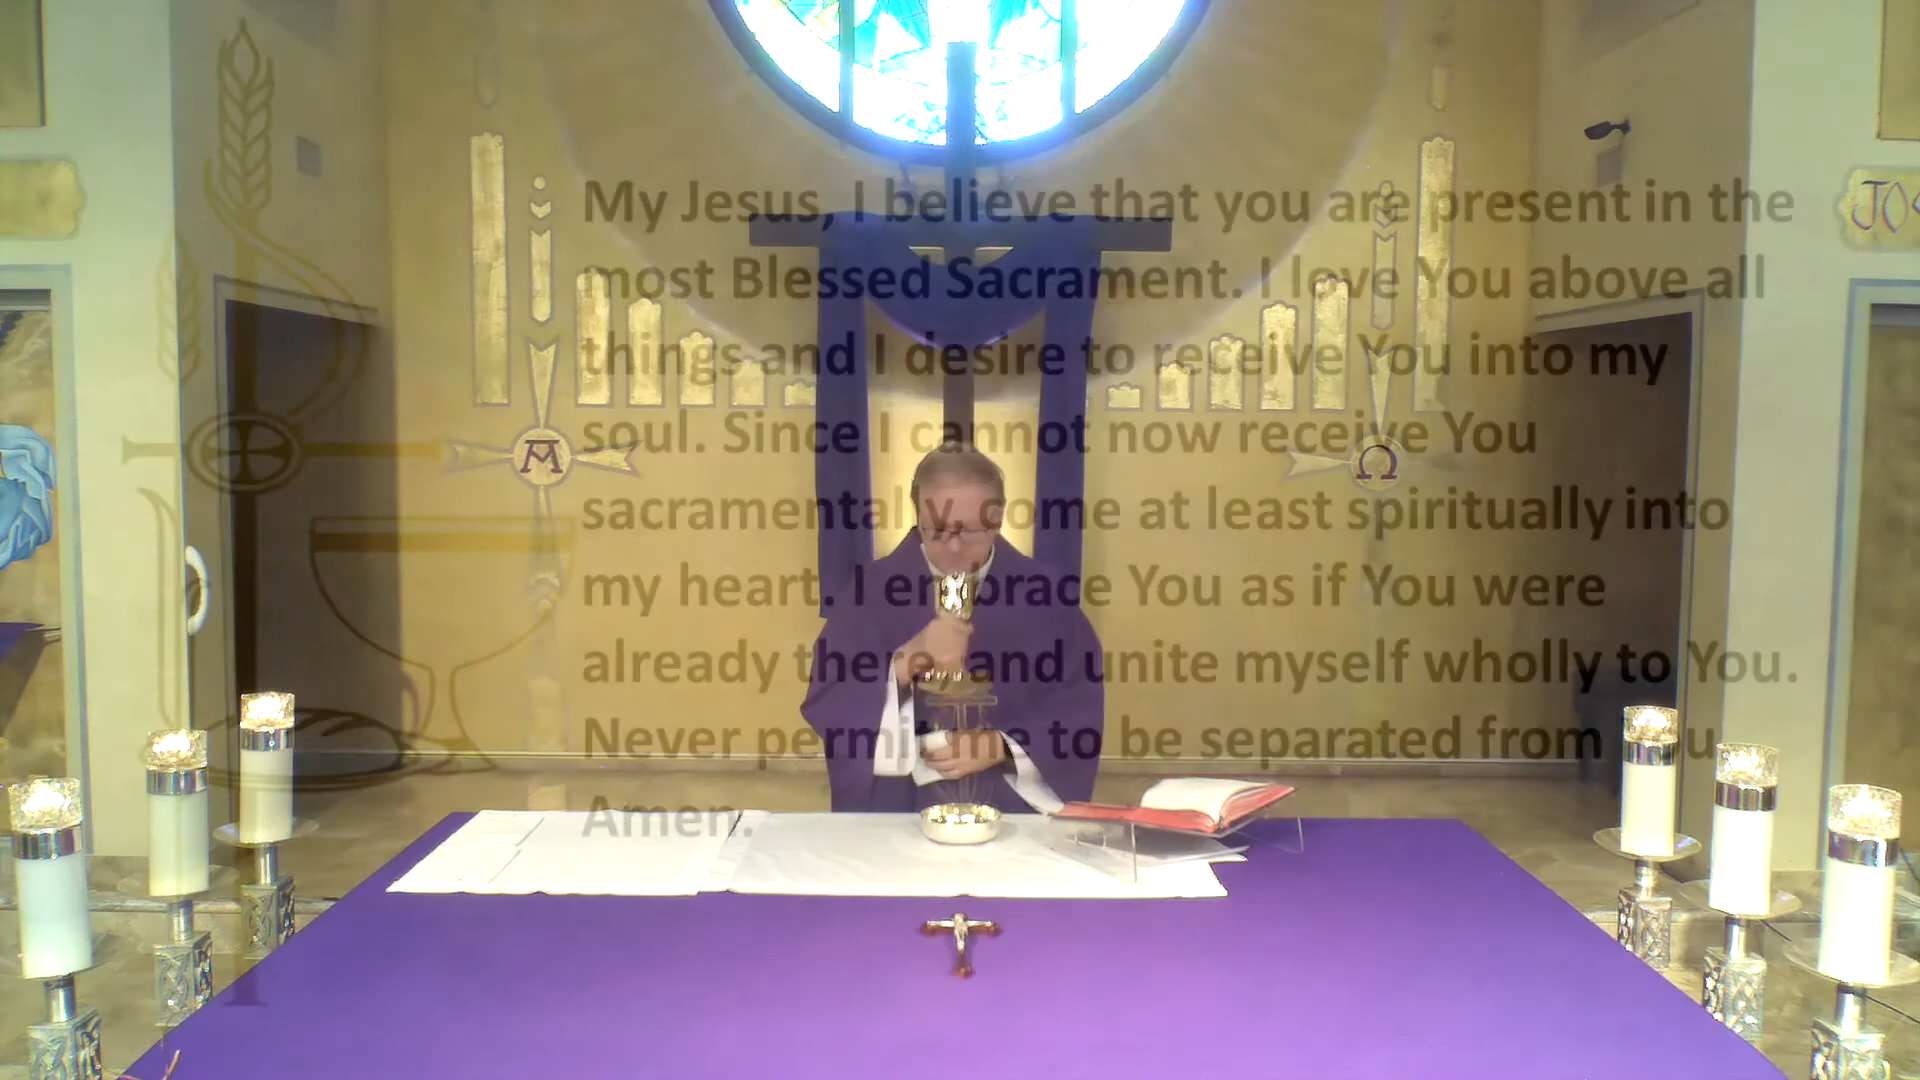 My Jesus, I believe that you are present in the
most Blessed Sacrament. I love You above all
things and I desire to receive You into my
soul. Since I cannot now receive You
sacramentally, come at least spiritually into
my heart. I embrace You as if You were
already there, and unite myself wholly to You.
Never permit me to be separated from You.
Amen.
Α
Ω